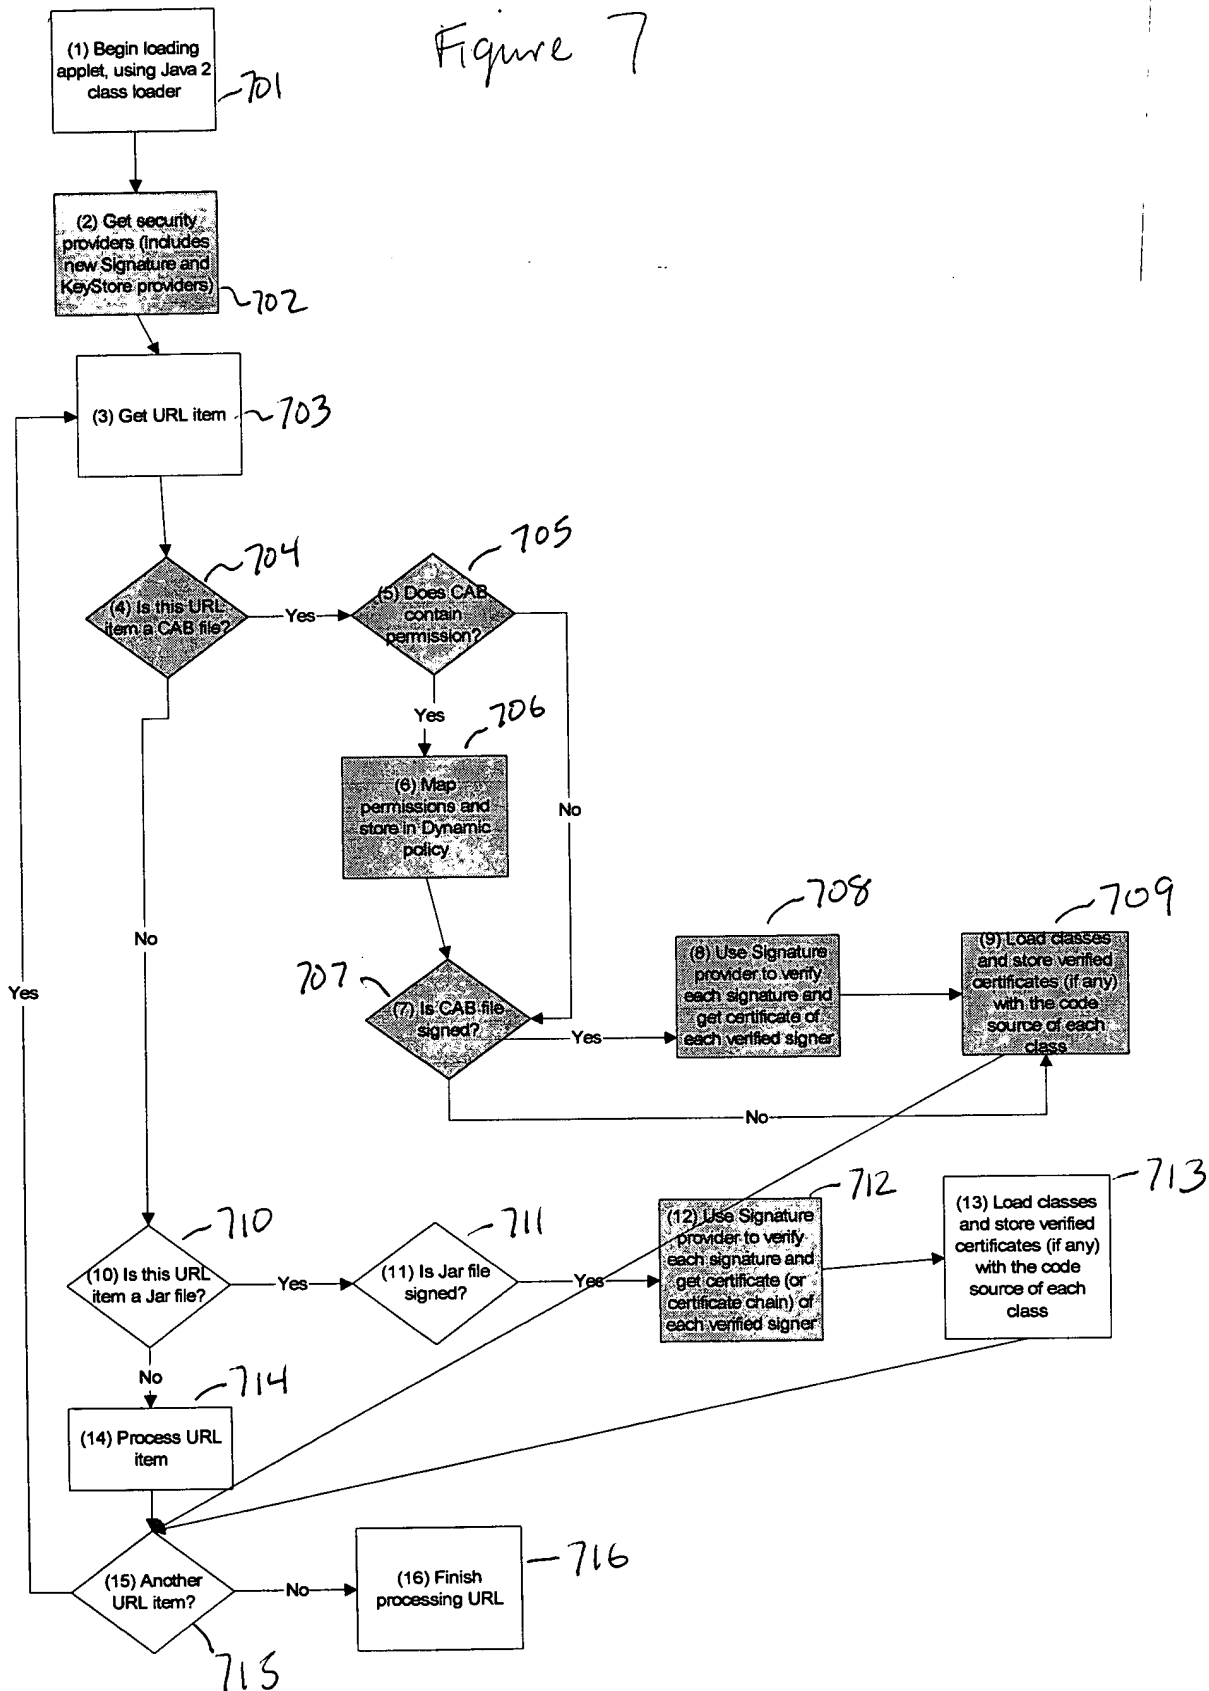 Figure 7
(1) Begin loading
applet, using Java 2
class loader
701
(2) Get security
providers (includes
new Signature and
KeyStore providers)
702
(3) Get URL item
703
704
(4) Is this URL
item a CAB file?
Yes
705
(5) Does CAB
contain
permission?
Yes
706
(6) Map
permissions and
store in Dynamic
policy
No
No
Yes
707
(7) Is CAB file
signed?
Yes
No
708
(8) Use Signature
provider to verify
each signature and
get certificate of
each verified signer
709
(9) Load classes
and store verified
certificates (if any)
with the code
source of each
class
710
(10) Is this URL
item a Jar file?
Yes
711
(11) Is Jar file
signed?
Yes
712
(12) Use Signature
provider to verify
each signature and
get certificate (or
certificate chain) of
each verified signer
713
(13) Load classes
and store verified
certificates (if any)
with the code
source of each
class
No
714
(14) Process URL
item
(15) Another
URL item?
715
No
(16) Finish
processing URL
716